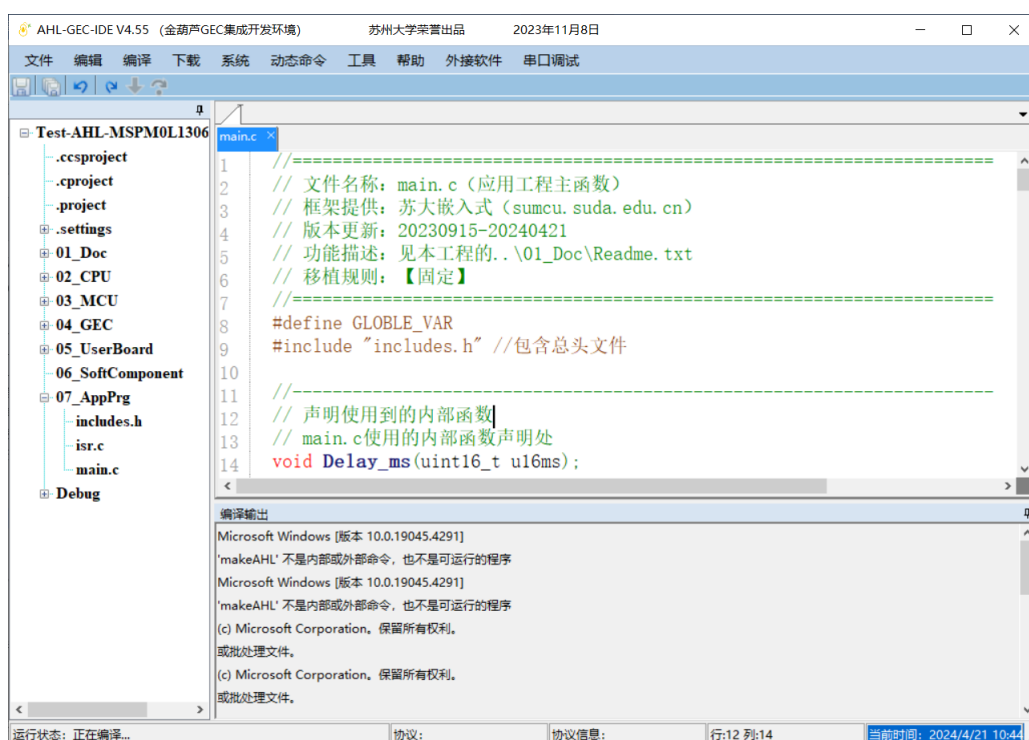 AHL-GEC-IDE V4.55 (金葫芦GEC集成开发环境) 苏州大学荣誉出品 2023年11月8日
文件 编辑 编译 下载 系统 动态命令 工具 帮助 外接软件 串口调试
Test-AHL-MSPM0L1306
.ccsproject
.cproject
.project
.settings
01_Doc
02_CPU
03_MCU
04_GEC
05_UserBoard
06_SoftComponent
07_AppPrg
includes.h
isr.c
main.c
Debug
main.c ×
1 //======================================================================
2 // 文件名称：main.c（应用工程主函数）
3 // 框架提供：苏大嵌入式（sumcu.suda.edu.cn）
4 // 版本更新：20230915-20240421
5 // 功能描述：见本工程的..\01_Doc\Readme.txt
6 // 移植规则：【固定】
7 //======================================================================
8 #define GLOBLE_VAR
9 #include "includes.h" //包含总头文件
10
11 //----------------------------------------------------------------------
12 // 声明使用到的内部函数
13 // main.c使用的内部函数声明处
14 void Delay_ms(uint16_t u16ms);
编译输出
Microsoft Windows [版本 10.0.19045.4291]
'makeAHL' 不是内部或外部命令，也不是可运行的程序
Microsoft Windows [版本 10.0.19045.4291]
'makeAHL' 不是内部或外部命令，也不是可运行的程序
(c) Microsoft Corporation。保留所有权利。
或批处理文件。
(c) Microsoft Corporation。保留所有权利。
或批处理文件。
运行状态：正在编译... 协议： 协议信息： 行:12 列:14 当前时间：2024/4/21 10:44